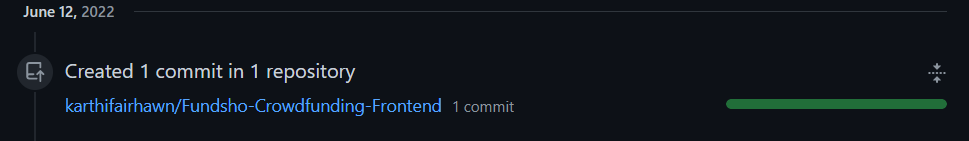 June 12, 2022
Created 1 commit in 1 repository
karthifairhawn/Fundsho-Crowdfunding-Frontend 1 commit